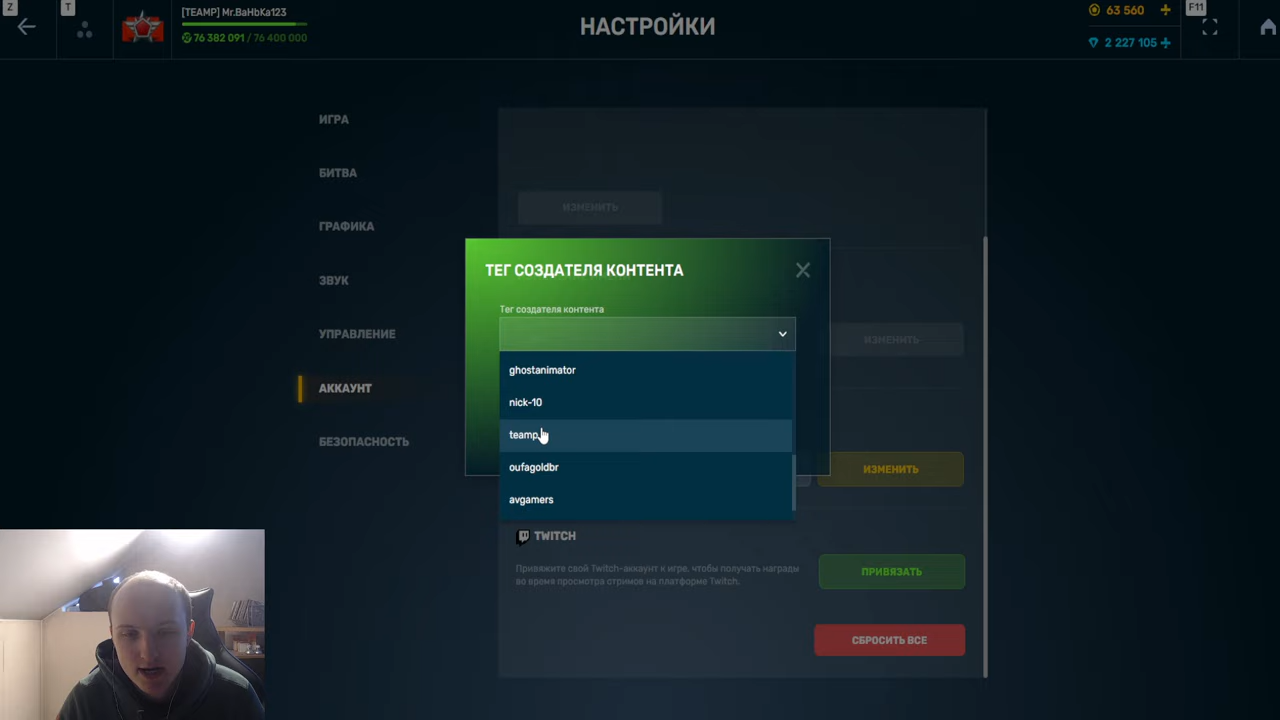 Z
T
[TEAMP] Mr.BaHbKa123
76 382 091 / 76 400 000
НАСТРОЙКИ
63 560
2 227 105
F11
ИГРА
БИТВА
ГРАФИКА
ЗВУК
УПРАВЛЕНИЕ
АККАУНТ
БЕЗОПАСНОСТЬ
ИЗМЕНИТЬ
ТЕГ СОЗДАТЕЛЯ КОНТЕНТА
Тег создателя контента
ИЗМЕНИТЬ
ghostanimator
nick-10
teamp
oufagoldbr
avgamers
ИЗМЕНИТЬ
TWITCH
Привяжите свой Twitch-аккаунт к игре, чтобы получать награды
во время просмотра стримов на платформе Twitch.
ПРИВЯЗАТЬ
СБРОСИТЬ ВСЕ